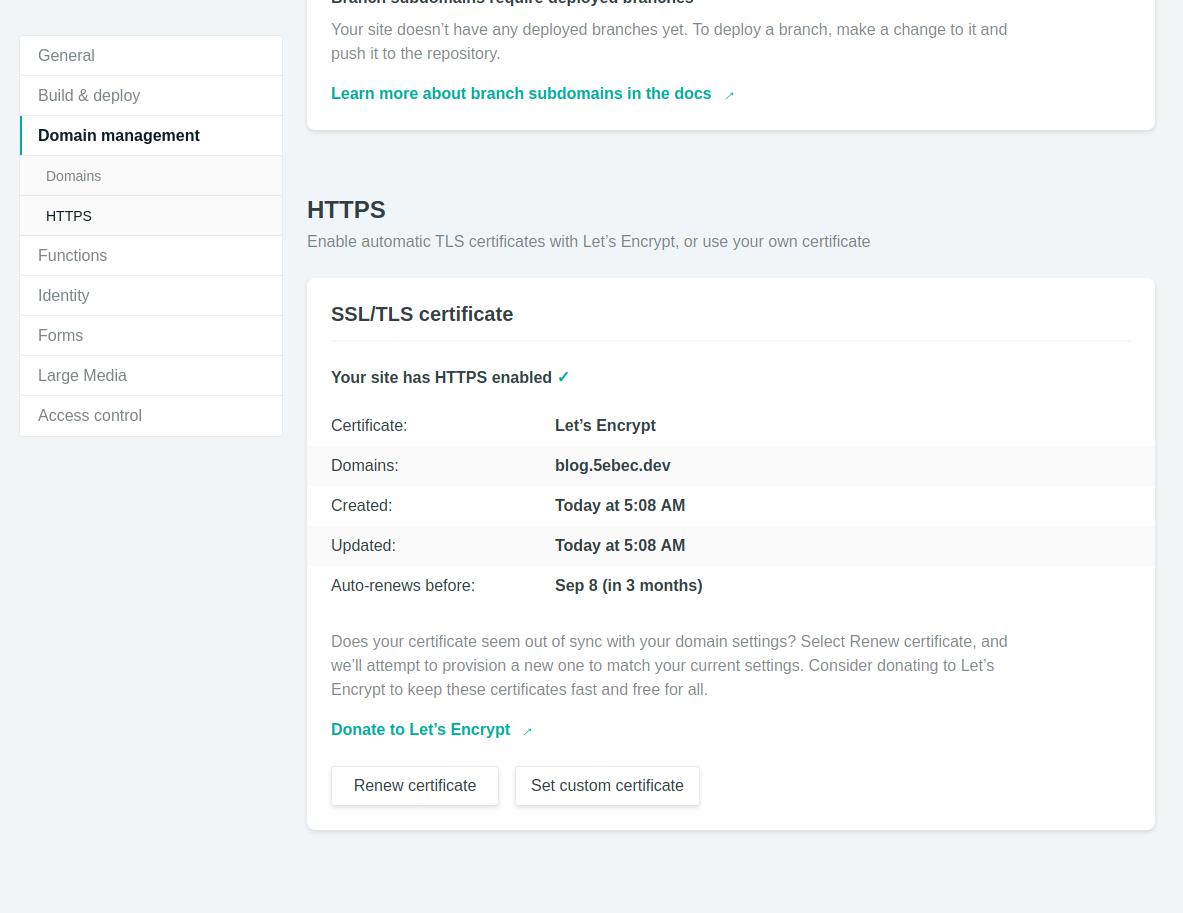 Branch subdomains require deployed branches
Your site doesn’t have any deployed branches yet. To deploy a branch, make a change to it and
push it to the repository.
Learn more about branch subdomains in the docs →
General
Build & deploy
Domain management
Domains
HTTPS
Functions
Identity
Forms
Large Media
Access control
HTTPS
Enable automatic TLS certificates with Let’s Encrypt, or use your own certificate
SSL/TLS certificate
Your site has HTTPS enabled ✓
Certificate: Let’s Encrypt
Domains: blog.5ebec.dev
Created: Today at 5:08 AM
Updated: Today at 5:08 AM
Auto-renews before: Sep 8 (in 3 months)
Does your certificate seem out of sync with your domain settings? Select Renew certificate, and
we’ll attempt to provision a new one to match your current settings. Consider donating to Let’s
Encrypt to keep these certificates fast and free for all.
Donate to Let’s Encrypt →
Renew certificate Set custom certificate